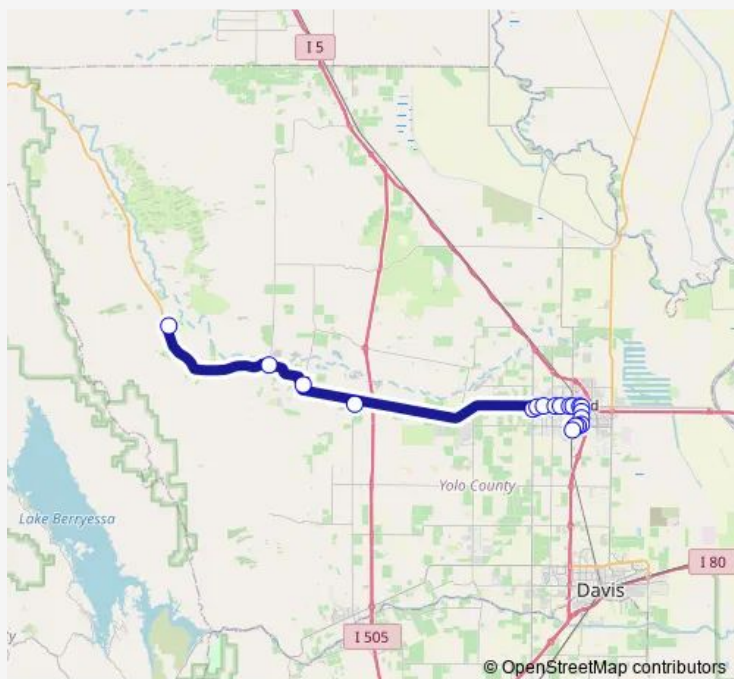 I 5
d
Yolo County
Lake Berryessa
I 80
Davis
I 505
© OpenStreetMap contributors